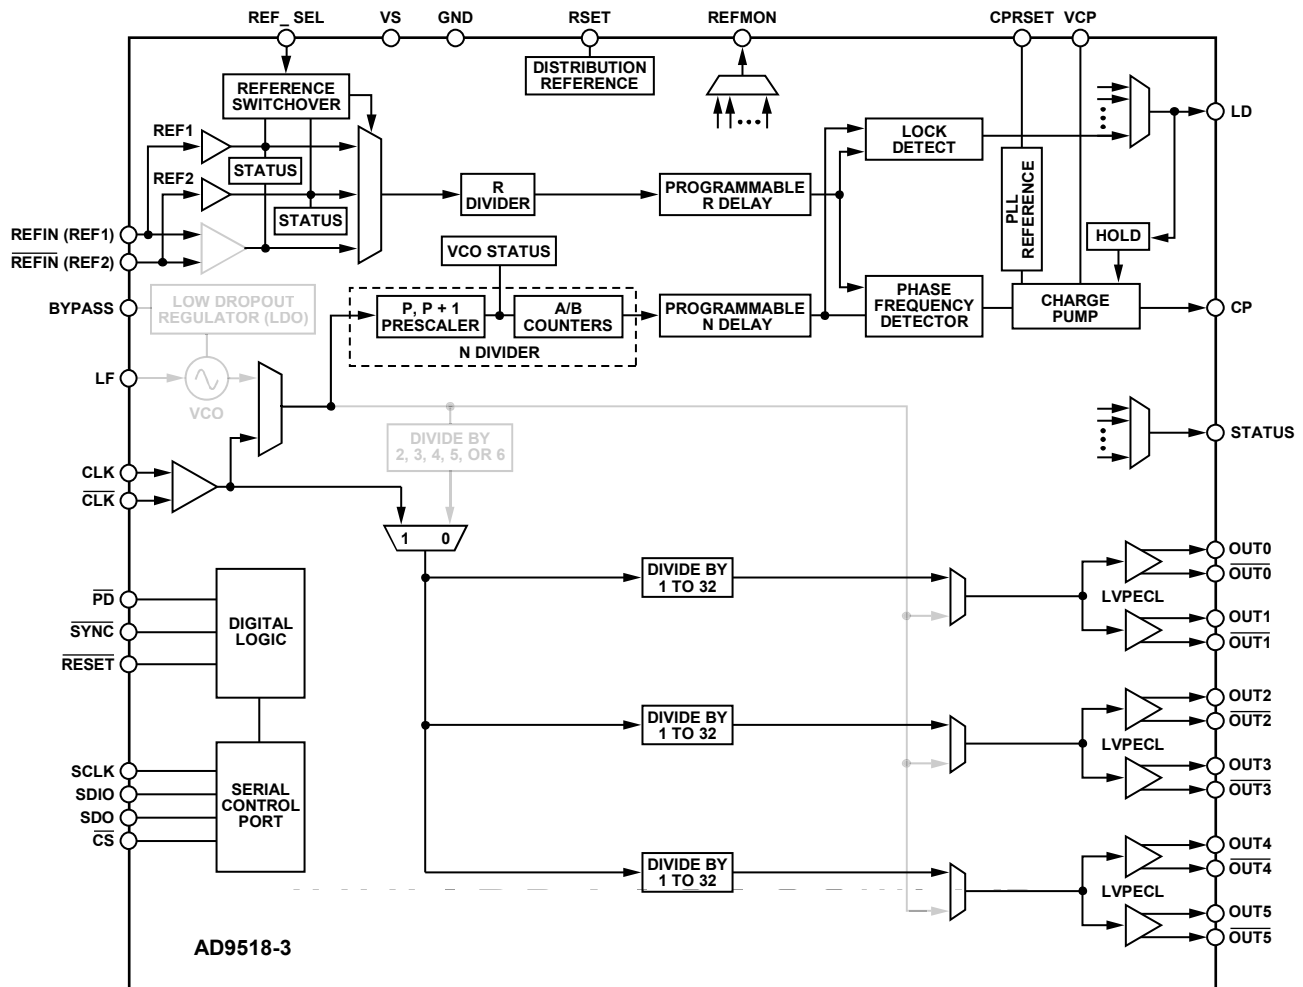 REF_ SEL
VS
GND
RSET
REFMON
CPRSET
VCP
DISTRIBUTION
REFERENCE
REFERENCE
SWITCHOVER
REF1
STATUS
REF2
STATUS
REFIN (REF1)
REFIN (REF2)
R
DIVIDER
PROGRAMMABLE
R DELAY
LOCK
DETECT
LD
PLL
REFERENCE
HOLD
VCO STATUS
BYPASS
LOW DROPOUT
REGULATOR (LDO)
P, P + 1
PRESCALER
A/B
COUNTERS
N DIVIDER
PROGRAMMABLE
N DELAY
PHASE
FREQUENCY
DETECTOR
CHARGE
PUMP
CP
LF
VCO
DIVIDE BY
2, 3, 4, 5, OR 6
STATUS
CLK
CLK
1 0
DIVIDE BY
1 TO 32
LVPECL
OUT0
OUT0
OUT1
OUT1
PD
SYNC
RESET
DIGITAL
LOGIC
DIVIDE BY
1 TO 32
LVPECL
OUT2
OUT2
OUT3
OUT3
SCLK
SDIO
SDO
CS
SERIAL
CONTROL
PORT
DIVIDE BY
1 TO 32
LVPECL
OUT4
OUT4
OUT5
OUT5
AD9518-3